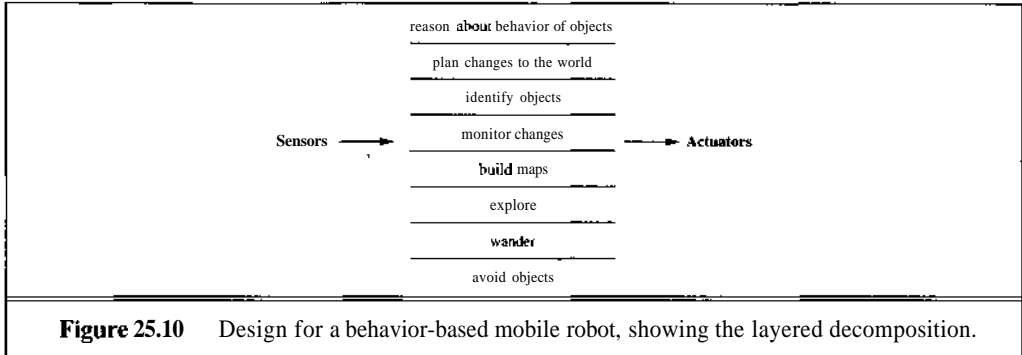 reason about behavior of objects
plan changes to the world
identify objects
Sensors monitor changes Actuators
build maps
explore
wander
avoid objects
Figure 25.10 Design for a behavior-based mobile robot, showing the layered decomposition.